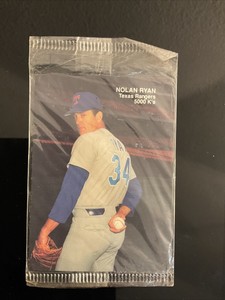 NOLAN RYAN
Texas Rangers
5000 K's
34